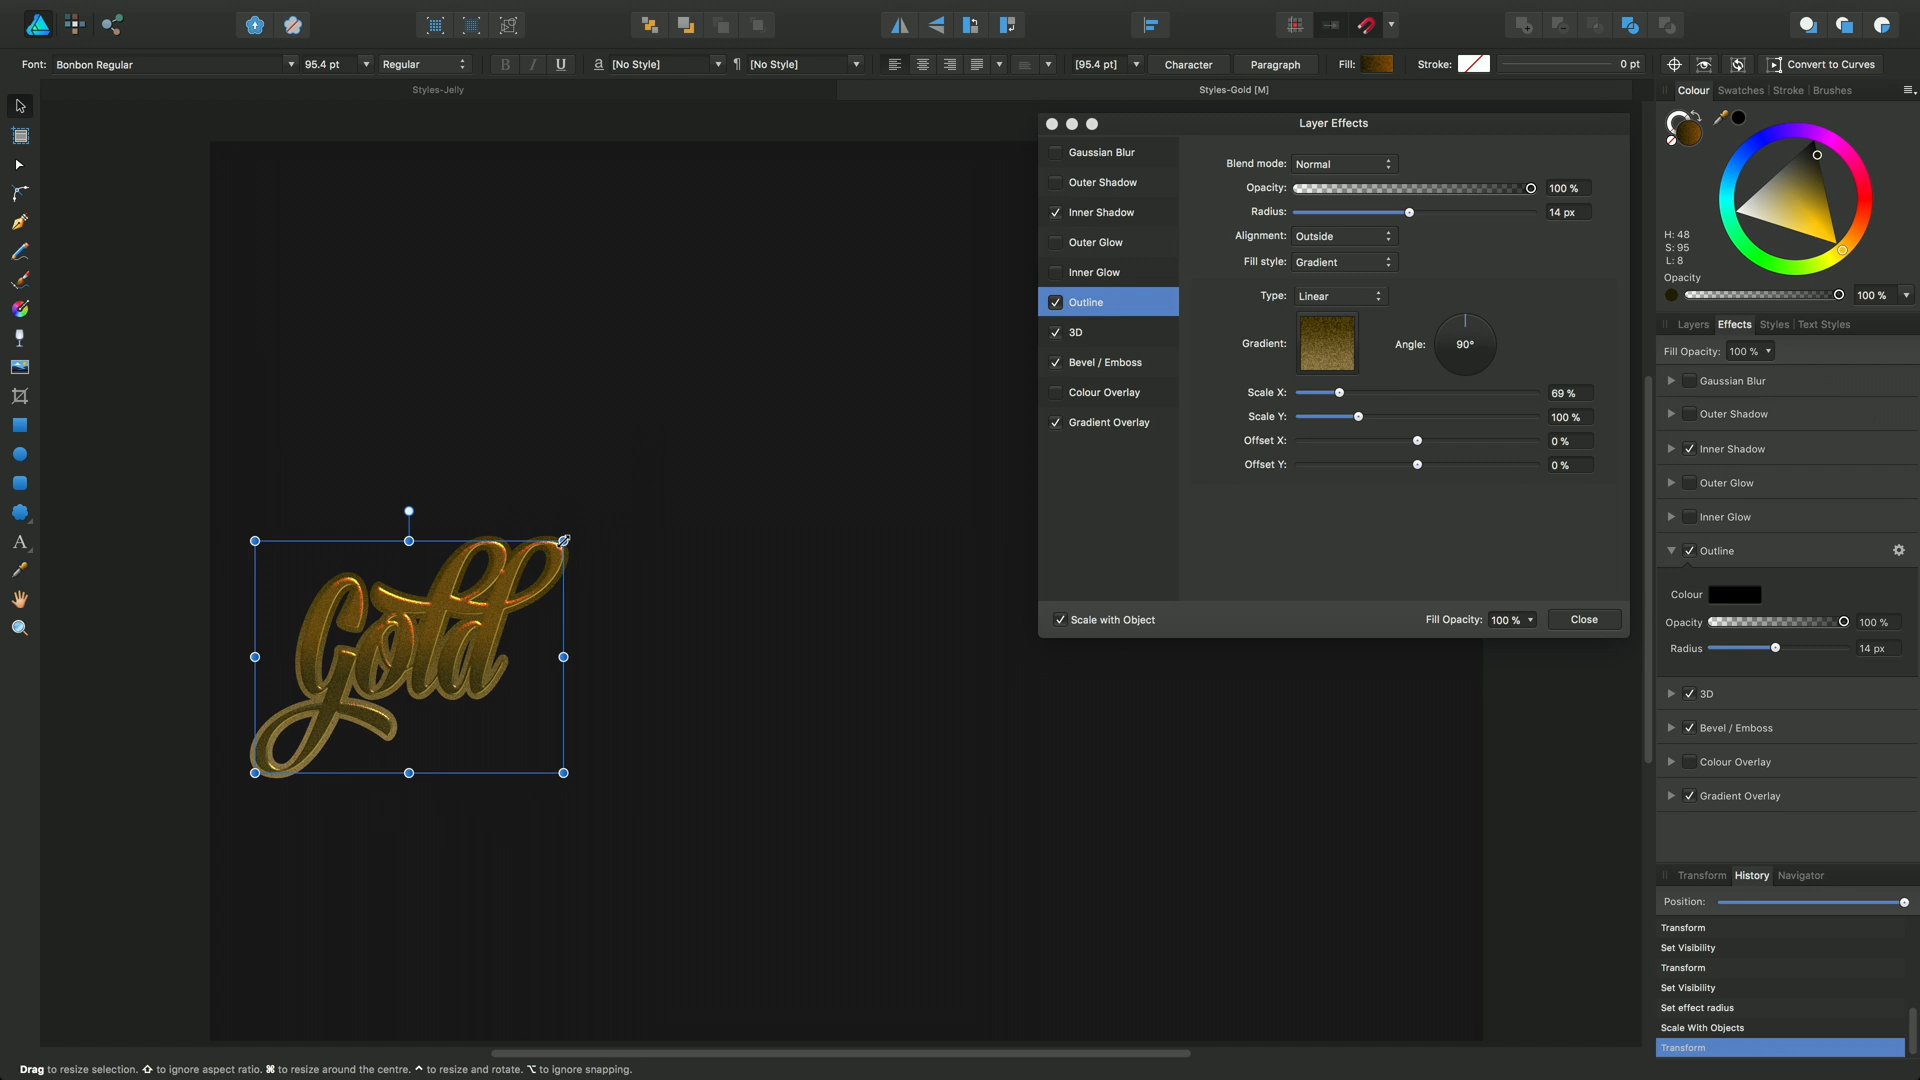 Font: Bonbon Regular 95.4 pt Regular B I U a [No Style] ¶ [No Style] [95.4 pt] Character Paragraph Fill: Stroke: 0 pt Convert to Curves
Styles-Jelly Styles-Gold [M]
Layer Effects
Gaussian Blur
Outer Shadow
Inner Shadow
Outer Glow
Inner Glow
Outline
3D
Bevel / Emboss
Colour Overlay
Gradient Overlay
Blend mode: Normal
Opacity: 100 %
Radius: 14 px
Alignment: Outside
Fill style: Gradient
Type: Linear
Gradient: Angle: 90°
Scale X: 69 %
Scale Y: 100 %
Offset X: 0 %
Offset Y: 0 %
Scale with Object Fill Opacity: 100 % Close
Gold
Colour Swatches Stroke Brushes
H: 48
S: 95
L: 8
Opacity
100 %
Layers Effects Styles Text Styles
Fill Opacity: 100 %
Gaussian Blur
Outer Shadow
Inner Shadow
Outer Glow
Inner Glow
Outline
Colour
Opacity 100 %
Radius 14 px
3D
Bevel / Emboss
Colour Overlay
Gradient Overlay
Transform History Navigator
Position:
Transform
Set Visibility
Transform
Set Visibility
Set effect radius
Scale With Objects
Transform
Drag to resize selection. ⇧ to ignore aspect ratio. ⌘ to resize around the centre. ^ to resize and rotate. ⌥ to ignore snapping.